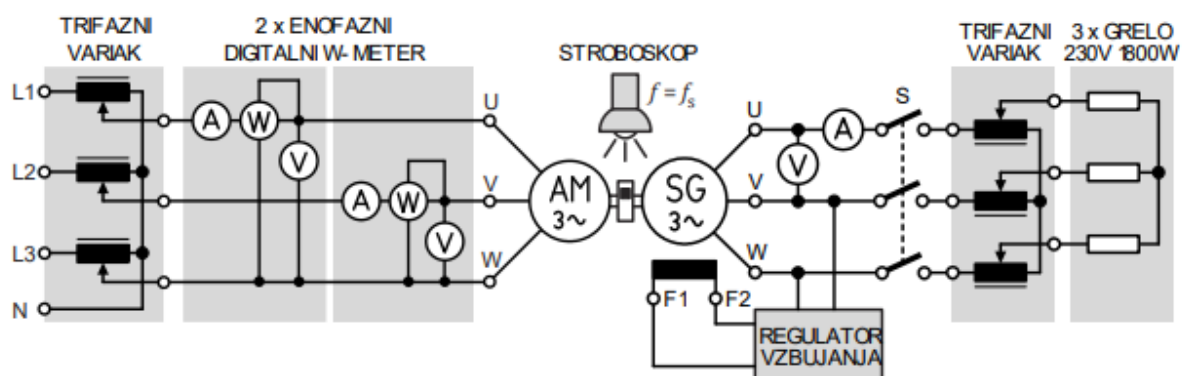 TRIFAZNI
VARIAK
2 x ENOFAZNI
DIGITALNI W- METER
STROBOSKOP
TRIFAZNI
VARIAK
3 x GRELO
230V 1800W
f = fs
L1
L2
L3
N
A
W
V
A
W
V
U
V
W
AM
3~
SG
3~
U
V
W
V
A
S
F1
F2
REGULATOR
VZBUJANJA